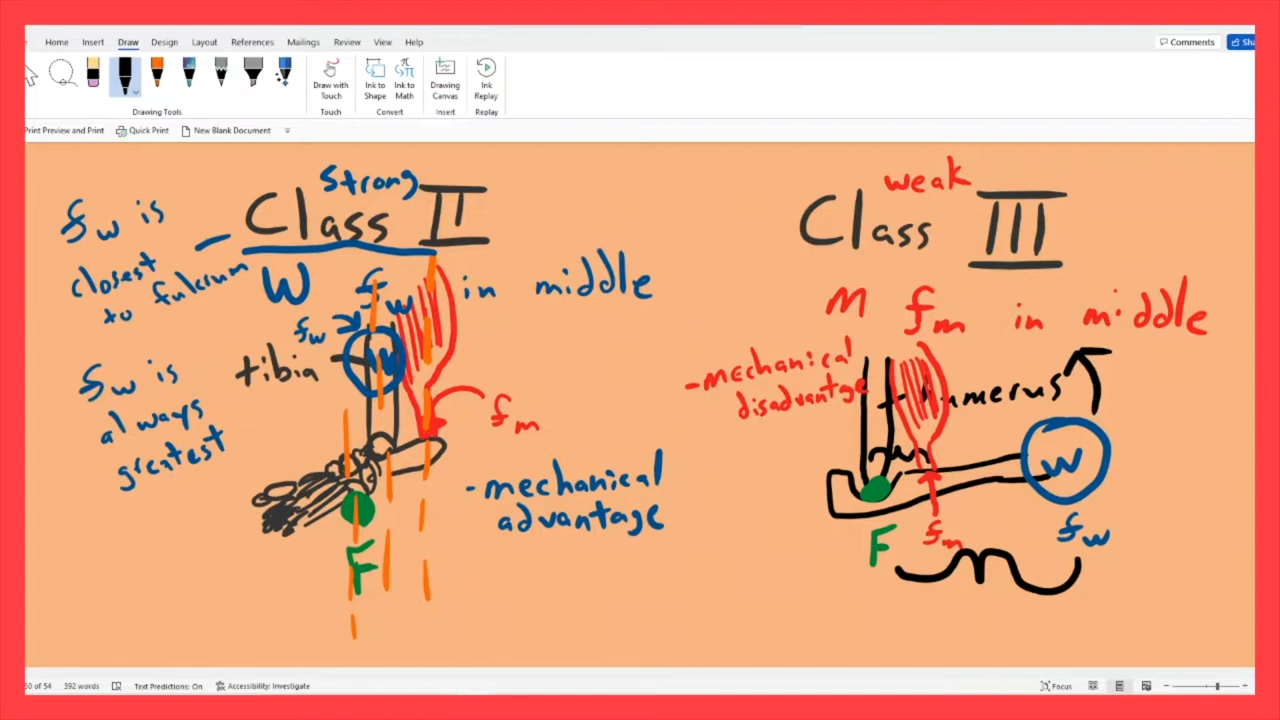 Home Insert Draw Design Layout References Mailings Review View Help
Comments
Sha
Draw with Touch
Ink to Shape
Ink to Math
Drawing Canvas
Ink Replay
Drawing Tools
Touch
Convert
Insert
Replay
Print Preview and Print Quick Print New Blank Document
Strong
Class II
fw is
closest
to fulcrum
W fw in middle
fw
W
tibia
fm
fw is
always
greatest
- mechanical
advantage
F
weak
Class III
M fm in middle
- mechanical
disadvantage
humerus
W
F
fm
fw
50 of 54 392 words Text Predictions: On Accessibility: Investigate
Focus